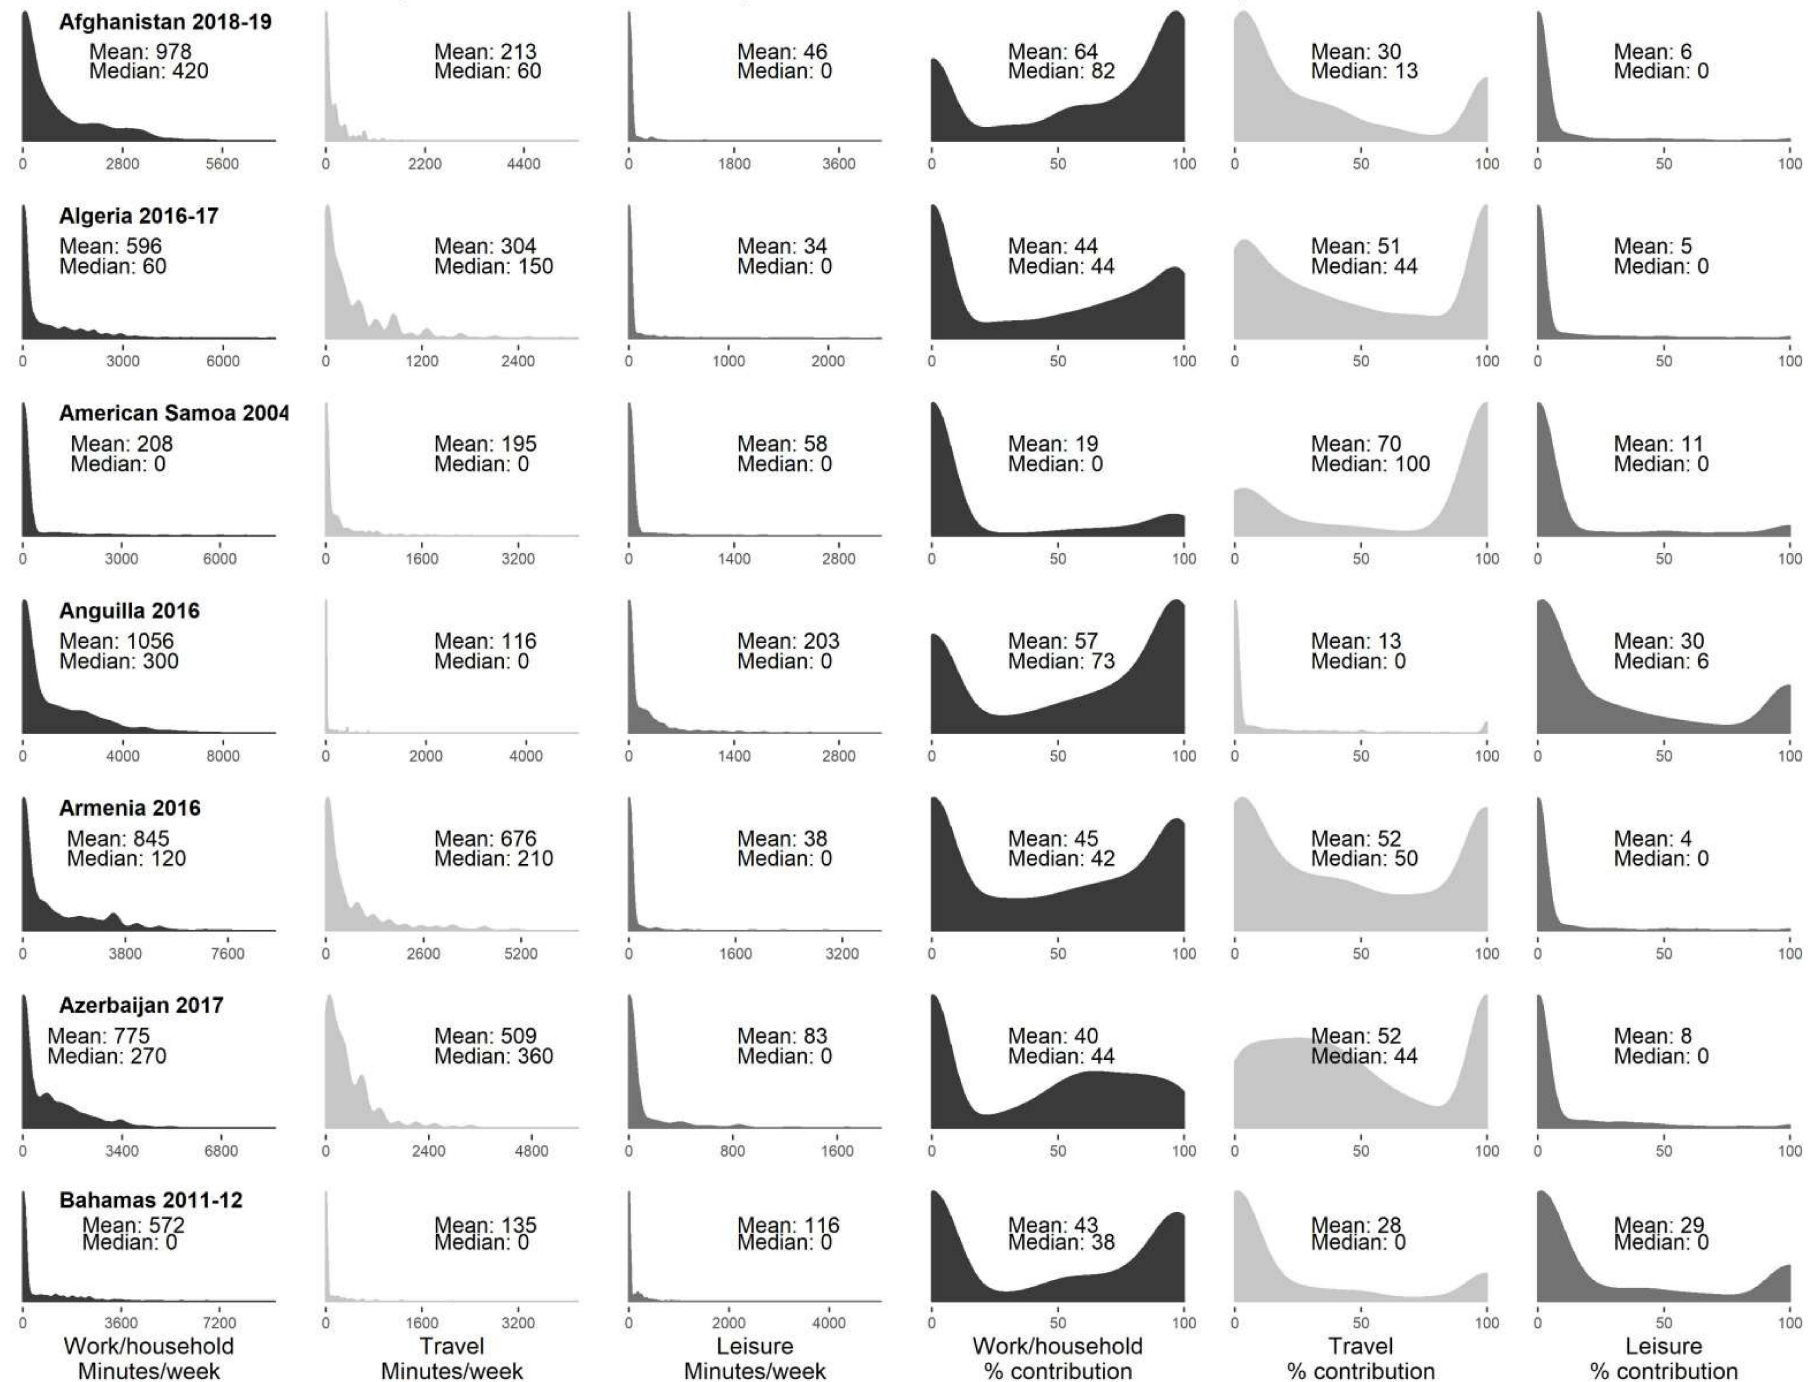 Afghanistan 2018-19
Mean: 978
Median: 420
Mean: 213
Median: 60
Mean: 46
Median: 0
Mean: 64
Median: 82
Mean: 30
Median: 13
Mean: 6
Median: 0
0 2800 5600
0 2200 4400
0 1800 3600
0 50 100
0 50 100
0 50 100
Algeria 2016-17
Mean: 596
Median: 60
Mean: 304
Median: 150
Mean: 34
Median: 0
Mean: 44
Median: 44
Mean: 51
Median: 44
Mean: 5
Median: 0
0 3000 6000
0 1200 2400
0 1000 2000
0 50 100
0 50 100
0 50 100
American Samoa 2004
Mean: 208
Median: 0
Mean: 195
Median: 0
Mean: 58
Median: 0
Mean: 19
Median: 0
Mean: 70
Median: 100
Mean: 11
Median: 0
0 3000 6000
0 1600 3200
0 1400 2800
0 50 100
0 50 100
0 50 100
Anguilla 2016
Mean: 1056
Median: 300
Mean: 116
Median: 0
Mean: 203
Median: 0
Mean: 57
Median: 73
Mean: 13
Median: 0
Mean: 30
Median: 6
0 4000 8000
0 2000 4000
0 1400 2800
0 50 100
0 50 100
0 50 100
Armenia 2016
Mean: 845
Median: 120
Mean: 676
Median: 210
Mean: 38
Median: 0
Mean: 45
Median: 42
Mean: 52
Median: 50
Mean: 4
Median: 0
0 3800 7600
0 2600 5200
0 1600 3200
0 50 100
0 50 100
0 50 100
Azerbaijan 2017
Mean: 775
Median: 270
Mean: 509
Median: 360
Mean: 83
Median: 0
Mean: 40
Median: 44
Mean: 52
Median: 44
Mean: 8
Median: 0
0 3400 6800
0 2400 4800
0 800 1600
0 50 100
0 50 100
0 50 100
Bahamas 2011-12
Mean: 572
Median: 0
Mean: 135
Median: 0
Mean: 116
Median: 0
Mean: 43
Median: 38
Mean: 28
Median: 0
Mean: 29
Median: 0
0 3600 7200
0 1600 3200
0 2000 4000
0 50 100
0 50 100
0 50 100
Work/household
Minutes/week
Travel
Minutes/week
Leisure
Minutes/week
Work/household
% contribution
Travel
% contribution
Leisure
% contribution